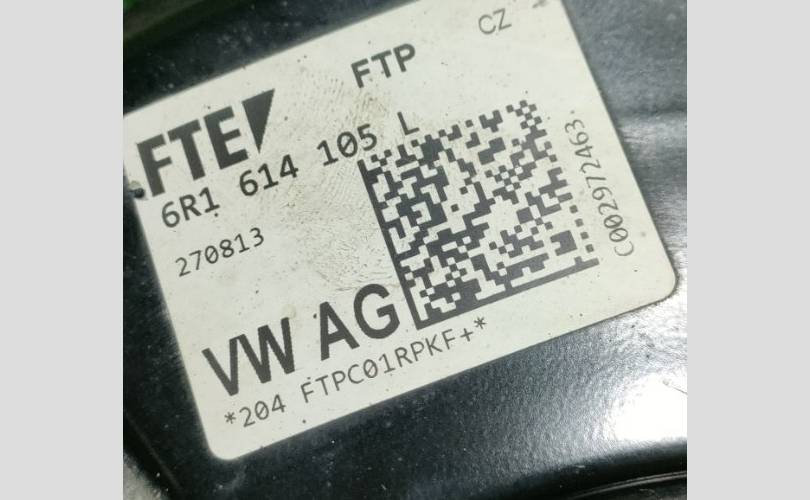 FTP CZ
FTE
6R1 614 105 L
270813
C002972463
VW AG
*204 FTPC01RPKF+*